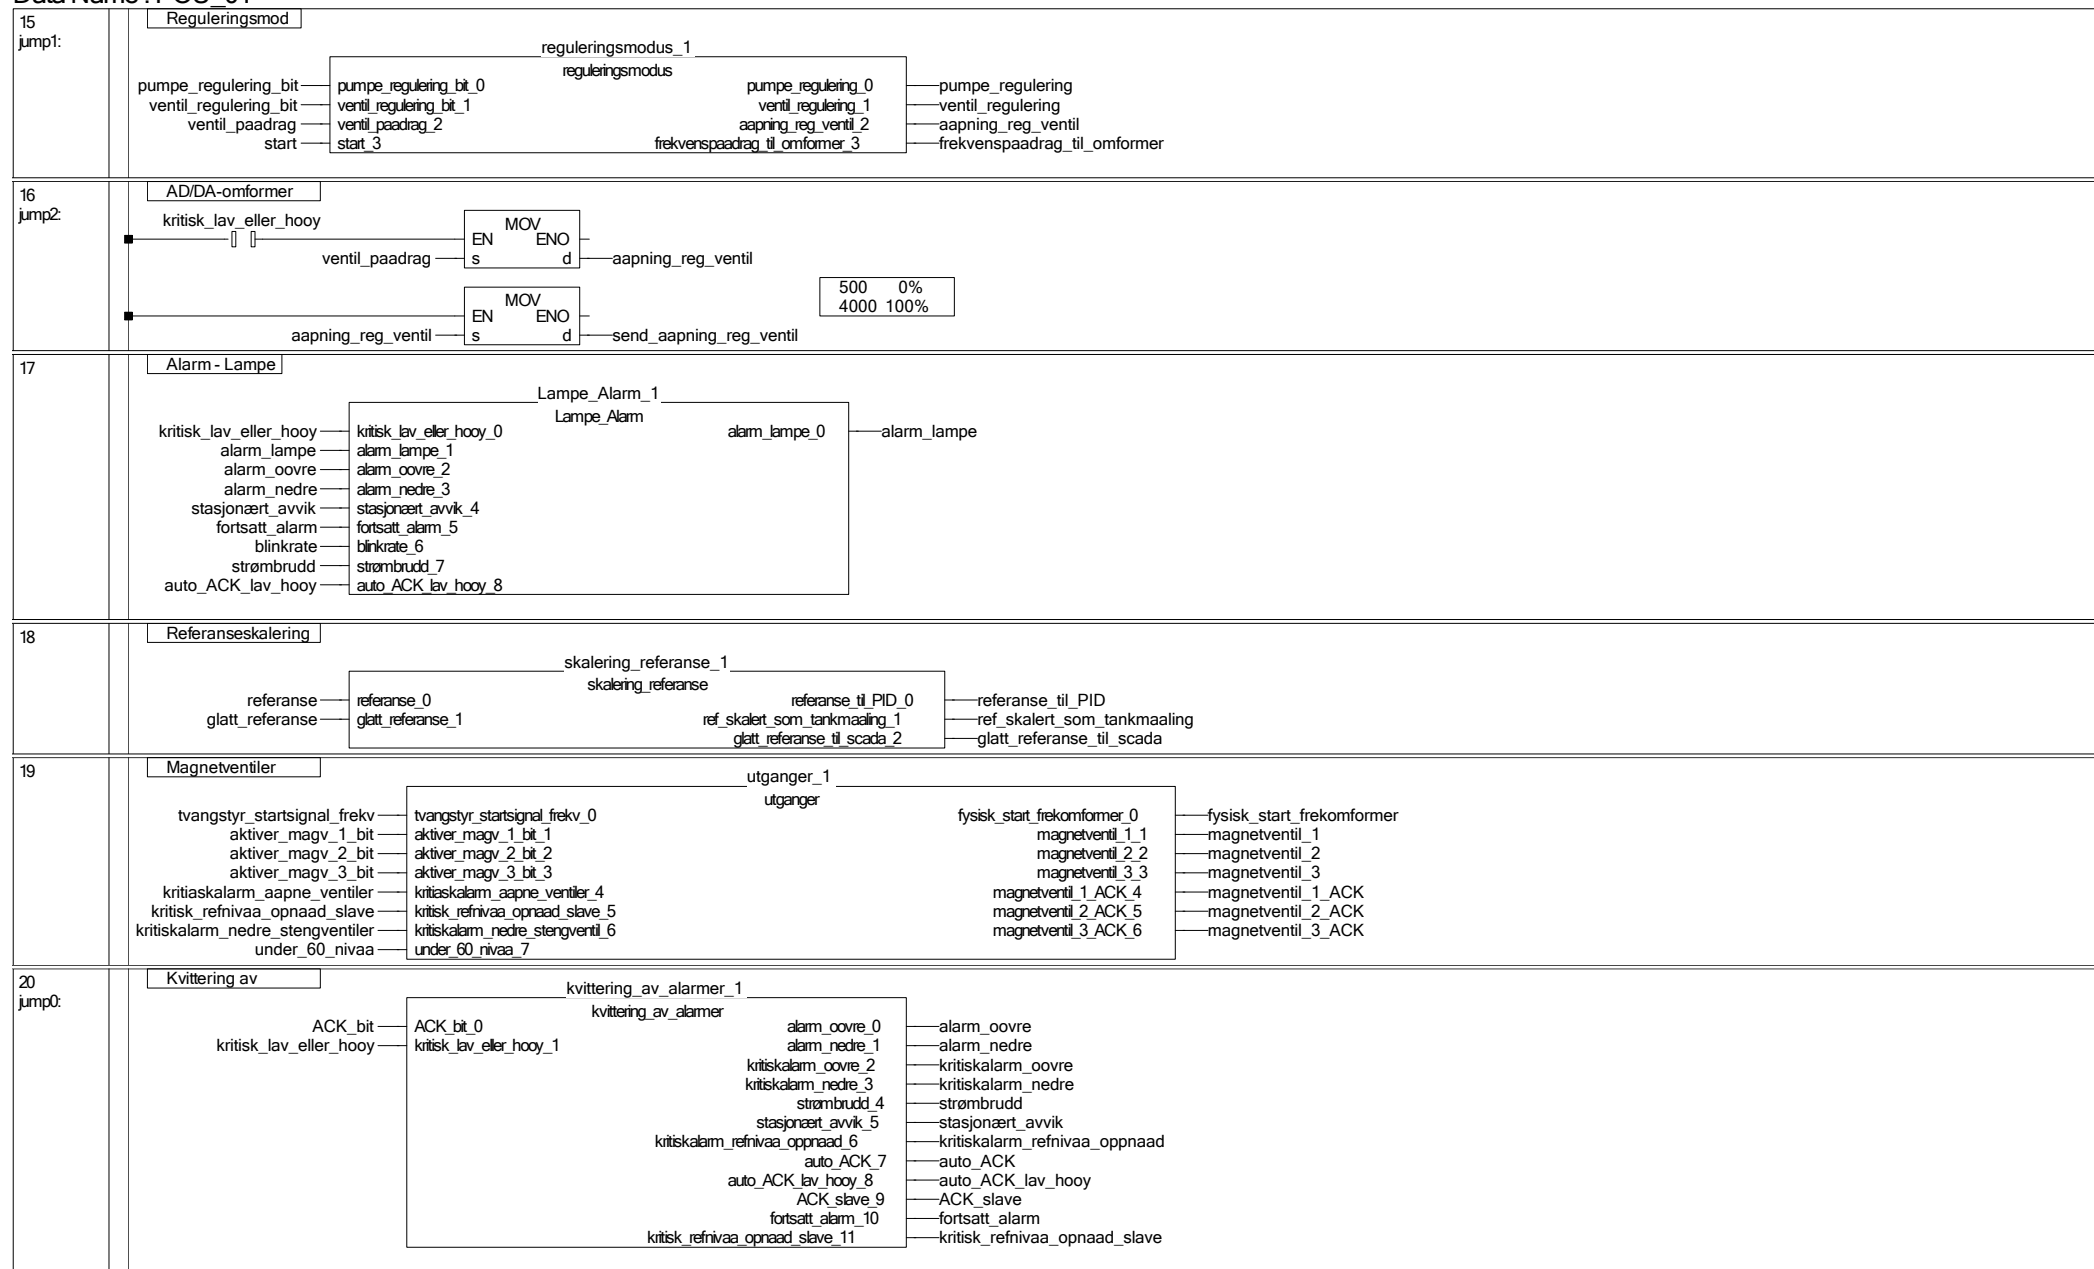 15
Reguleringsmod
jump1:
reguleringsmodus_1
reguleringsmodus
pumpe_regulering_bit pumpe_regulering_bit_0 pumpe_regulering_0 pumpe_regulering
ventil_regulering_bit ventil_regulering_bit_1 ventil_regulering_1 ventil_regulering
ventil_paadrag ventil_paadrag_2 aapning_reg_ventil_2 aapning_reg_ventil
start start_3 frekvenspaadrag_til_omformer_3 frekvenspaadrag_til_omformer
16
AD/DA-omformer
jump2:
kritisk_lav_eller_hooy
MOV
EN ENO
ventil_paadrag s d aapning_reg_ventil
500 0%
4000 100%
MOV
EN ENO
aapning_reg_ventil s d send_aapning_reg_ventil
17
Alarm - Lampe
Lampe_Alarm_1
Lampe_Alarm
kritisk_lav_eller_hooy kritisk_lav_eller_hooy_0 alarm_lampe_0 alarm_lampe
alarm_lampe alarm_lampe_1
alarm_oovre alarm_oovre_2
alarm_nedre alarm_nedre_3
stasjonært_avvik stasjonært_avvik_4
fortsatt_alarm fortsatt_alarm_5
blinkrate blinkrate_6
strømbrudd strømbrudd_7
auto_ACK_lav_hooy auto_ACK_lav_hooy_8
18
Referanseskalering
skalering_referanse_1
skalering_referanse
referanse referanse_0 referanse_til_PID_0 referanse_til_PID
glatt_referanse glatt_referanse_1 ref_skalert_som_tankmaaling_1 ref_skalert_som_tankmaaling
glatt_referanse_til_scada_2 glatt_referanse_til_scada
19
Magnetventiler
utganger_1
utganger
tvangstyr_startsignal_frekv tvangstyr_startsignal_frekv_0 fysisk_start_frekomformer_0 fysisk_start_frekomformer
aktiver_magv_1_bit aktiver_magv_1_bit_1 magnetventil_1_1 magnetventil_1
aktiver_magv_2_bit aktiver_magv_2_bit_2 magnetventil_2_2 magnetventil_2
aktiver_magv_3_bit aktiver_magv_3_bit_3 magnetventil_3_3 magnetventil_3
kritiaskalarm_aapne_ventiler kritiaskalarm_aapne_ventiler_4 magnetventil_1_ACK_4 magnetventil_1_ACK
kritisk_refnivaa_opnaad_slave kritisk_refnivaa_opnaad_slave_5 magnetventil_2_ACK_5 magnetventil_2_ACK
kritiskalarm_nedre_stengventiler kritiskalarm_nedre_stengventil_6 magnetventil_3_ACK_6 magnetventil_3_ACK
under_60_nivaa under_60_nivaa_7
20
Kvittering av
jump0:
kvittering_av_alarmer_1
kvittering_av_alarmer
ACK_bit ACK_bit_0 alarm_oovre_0 alarm_oovre
kritisk_lav_eller_hooy kritisk_lav_eller_hooy_1 alarm_nedre_1 alarm_nedre
kritiskalarm_oovre_2 kritiskalarm_oovre
kritiskalarm_nedre_3 kritiskalarm_nedre
strømbrudd_4 strømbrudd
stasjonært_avvik_5 stasjonært_avvik
kritiskalarm_refnivaa_oppnaad_6 kritiskalarm_refnivaa_oppnaad
auto_ACK_7 auto_ACK
auto_ACK_lav_hooy_8 auto_ACK_lav_hooy
ACK_slave_9 ACK_slave
fortsatt_alarm_10 fortsatt_alarm
kritisk_refnivaa_opnaad_slave_11 kritisk_refnivaa_opnaad_slave